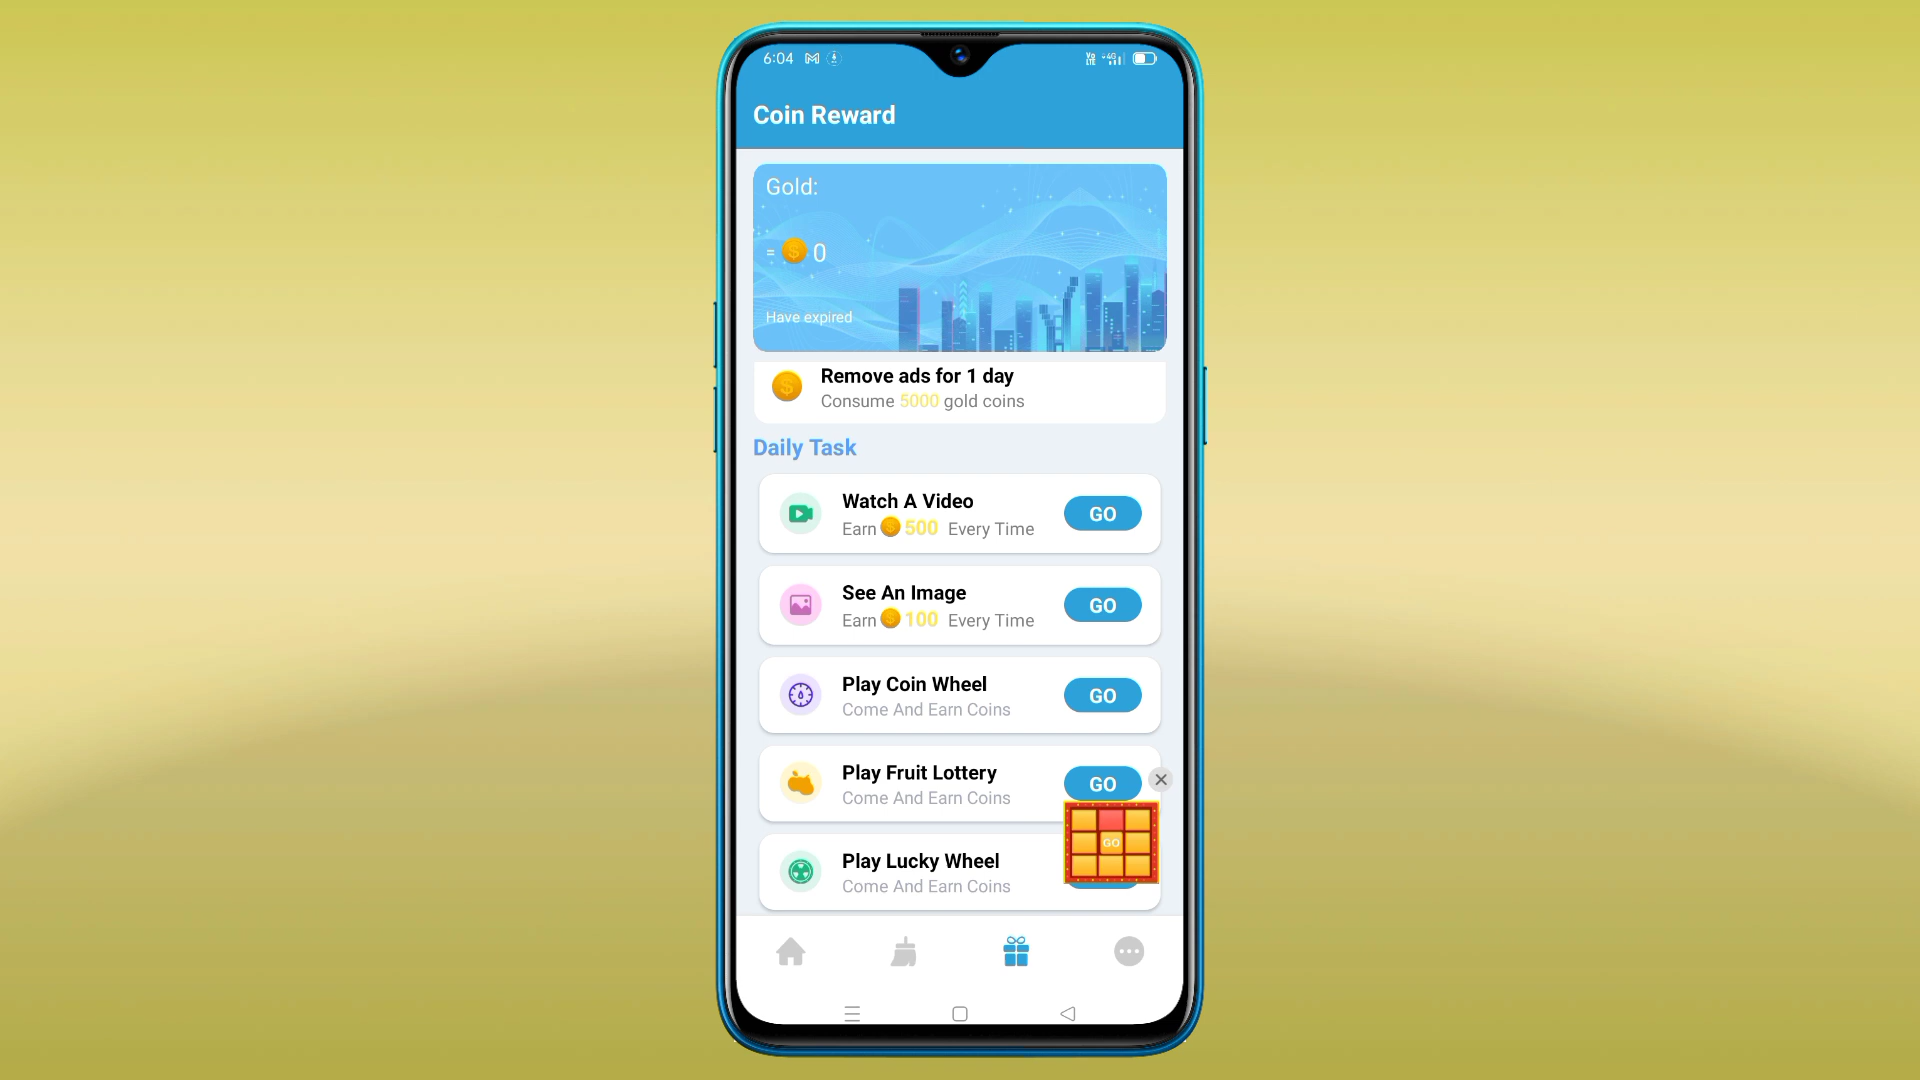 6:04
Vo LTE 4G
Coin Reward
Gold:
= $ 0
Have expired
Remove ads for 1 day
Consume 5000 gold coins
Daily Task
Watch A Video
Earn $ 500 Every Time
GO
See An Image
Earn $ 100 Every Time
GO
Play Coin Wheel
Come And Earn Coins
GO
Play Fruit Lottery
Come And Earn Coins
GO
GO
Play Lucky Wheel
Come And Earn Coins